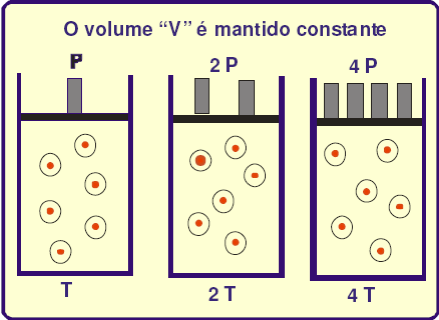 O volume “V” é mantido constante
P 2 P 4 P
T 2 T 4 T